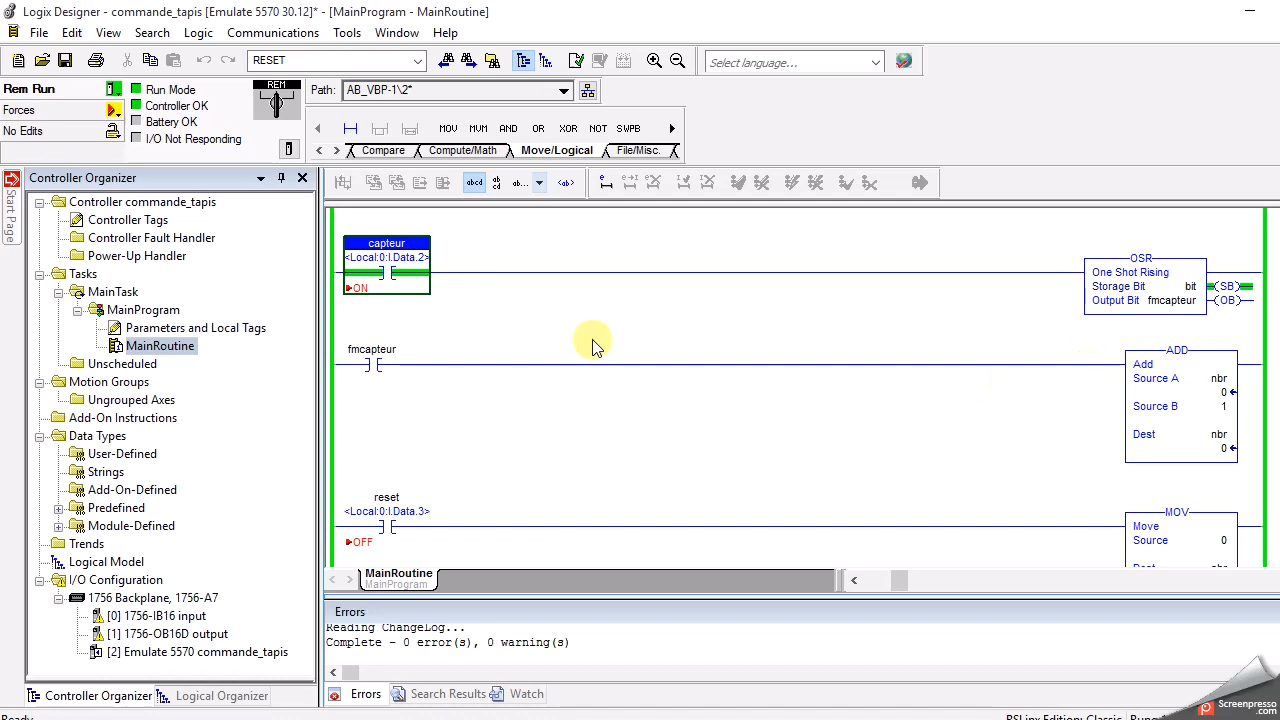 Logix Designer - commande_tapis [Emulate 5570 30.12]* - [MainProgram - MainRoutine]
File Edit View Search Logic Communications Tools Window Help
RESET
Select language...
Rem Run
Forces
No Edits
Run Mode
Controller OK
Battery OK
I/O Not Responding
REM
Path: AB_VBP-1\2*
MOV MVM AND OR XOR NOT SWPB
Compare Compute/Math Move/Logical File/Misc.
Start Page
Controller Organizer
Controller commande_tapis
Controller Tags
Controller Fault Handler
Power-Up Handler
Tasks
MainTask
MainProgram
Parameters and Local Tags
MainRoutine
Unscheduled
Motion Groups
Ungrouped Axes
Add-On Instructions
Data Types
User-Defined
Strings
Add-On-Defined
Predefined
Module-Defined
Trends
Logical Model
I/O Configuration
1756 Backplane, 1756-A7
[0] 1756-IB16 input
[1] 1756-OB16D output
[2] Emulate 5570 commande_tapis
Controller Organizer Logical Organizer
abcd ab cd ab... <ab>
capteur
<Local:0:I.Data.2>
ON
OSR
One Shot Rising
Storage Bit bit (SB)
Output Bit fmcapteur (OB)
fmcapteur
ADD
Add
Source A nbr
0
Source B 1
Dest nbr
0
reset
<Local:0:I.Data.3>
OFF
MOV
Move
Source 0
MainRoutine
MainProgram
Errors
Reading ChangeLog...
Complete - 0 error(s), 0 warning(s)
Errors Search Results Watch
Ready
RSLinx Edition: Classic
Screenpresso
.com